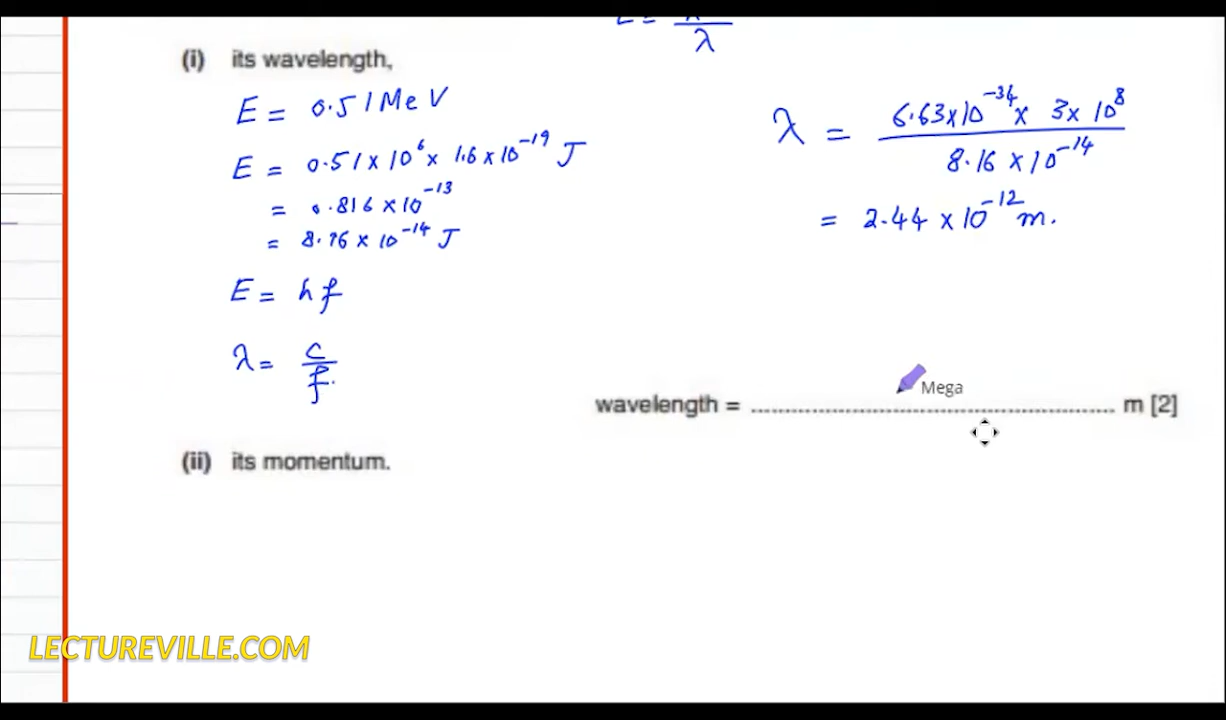 (i) its wavelength,
E = 0.51 MeV
E = 0.51 × 10⁶ × 1.6 × 10⁻¹⁹ J
= 0.816 × 10⁻¹³
= 8.16 × 10⁻¹⁴ J
E = hf
λ = c/f.
E =
λ
λ = 6.63×10⁻³⁴ × 3× 10⁸ / 8.16 × 10⁻¹⁴
= 2.44 × 10⁻¹² m.
Mega
wavelength = .......................................................... m [2]
(ii) its momentum.
LECTUREVILLE.COM